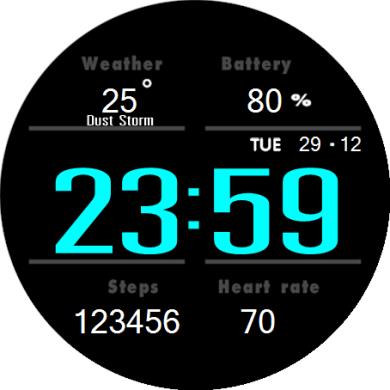 Weather Battery
25° 80 %
Dust Storm
TUE 29·12
23:59
Steps Heart rate
123456 70